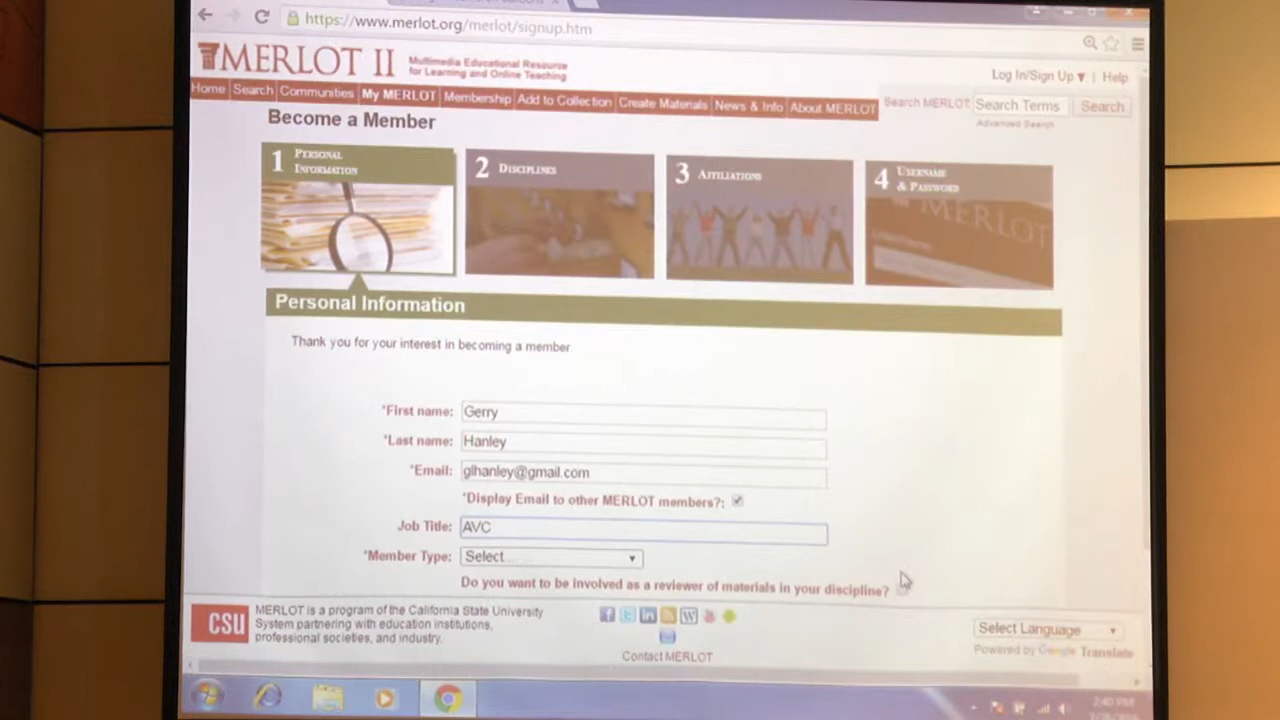 https://www.merlot.org/merlot/signup.htm
MERLOT II
Multimedia Educational Resource
for Learning and Online Teaching
Log In/Sign Up ▼ | Help
Home Search Communities My MERLOT Membership Add to Collection Create Materials News & Info About MERLOT
Search MERLOT Search Terms Search
Advanced Search
Become a Member
1 Personal
Information
2 Disciplines
3 Affiliations
4 Username
& Password
MERLOT
Personal Information
Thank you for your interest in becoming a member
*First name: Gerry
*Last name: Hanley
*Email: glhanley@gmail.com
*Display Email to other MERLOT members?:
Job Title: AVC
*Member Type: Select
Do you want to be involved as a reviewer of materials in your discipline?
CSU
MERLOT is a program of the California State University
System partnering with education institutions,
professional societies, and industry.
Contact MERLOT
Select Language
Powered by Google Translate
2:40 PM